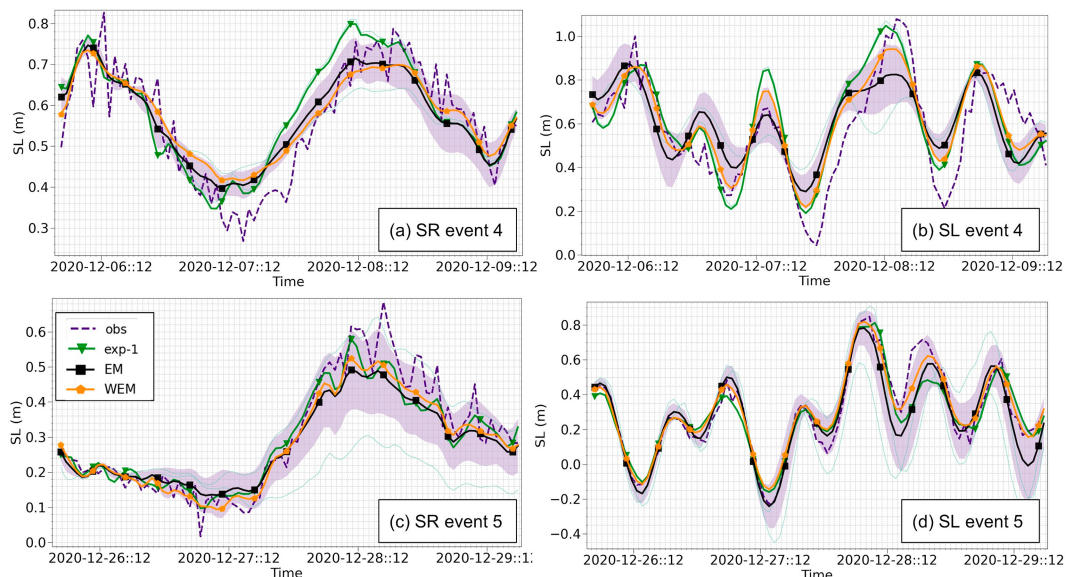 0.8
0.7
0.6
0.5
0.4
0.3
SL (m)
(a) SR event 4
2020-12-06::12 2020-12-07::12 2020-12-08::12 2020-12-09::12
Time
1.0
0.8
0.6
0.4
0.2
0.0
SL (m)
(b) SL event 4
2020-12-06::12 2020-12-07::12 2020-12-08::12 2020-12-09::12
Time
0.6
0.5
0.4
0.3
0.2
0.1
0.0
SL (m)
obs
exp-1
EM
WEM
(c) SR event 5
2020-12-26::12 2020-12-27::12 2020-12-28::12 2020-12-29::12
Time
0.8
0.6
0.4
0.2
0.0
−0.2
−0.4
SL (m)
(d) SL event 5
2020-12-26::12 2020-12-27::12 2020-12-28::12 2020-12-29::12
Time